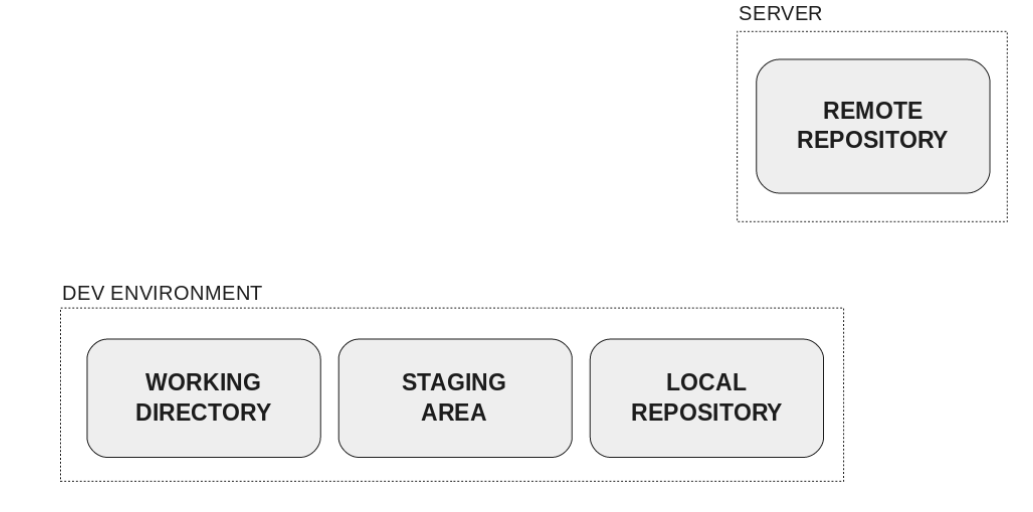 SERVER
REMOTE
REPOSITORY
DEV ENVIRONMENT
WORKING
DIRECTORY
STAGING
AREA
LOCAL
REPOSITORY